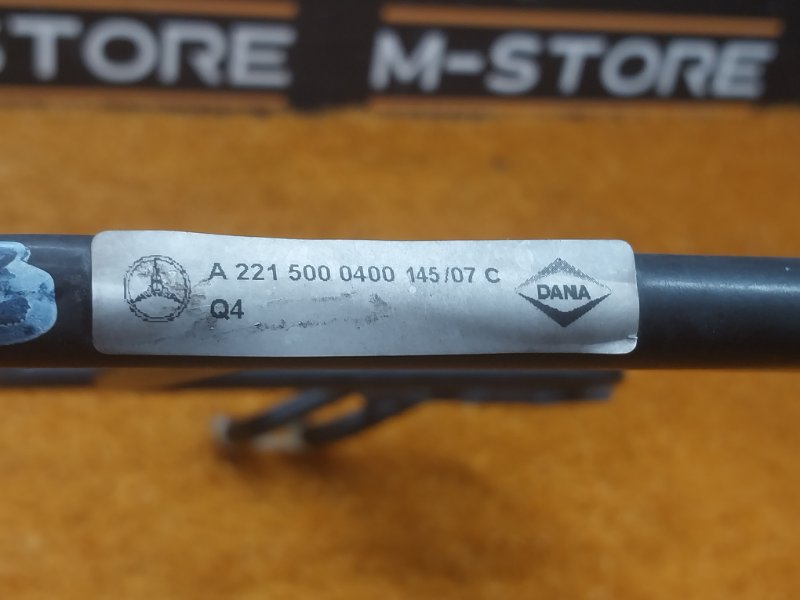 STORE M-STORE
A 221 500 0400 145/07 C
Q4
DANA